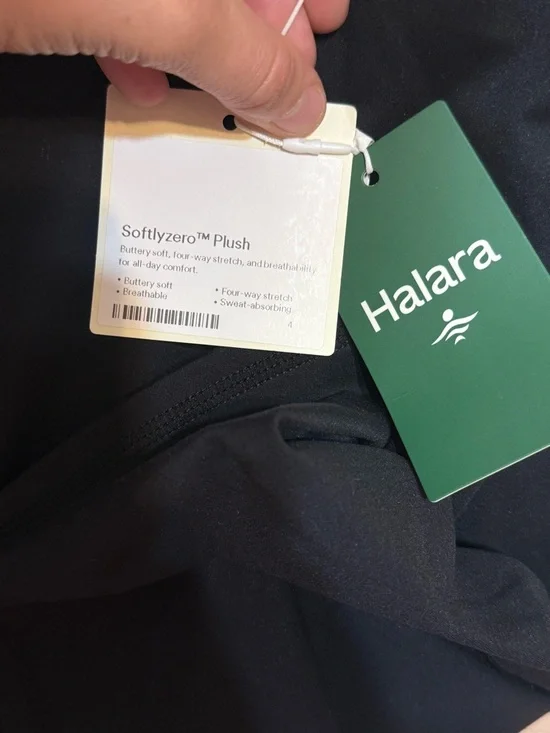 Softlyzero™ Plush
Buttery soft, four-way stretch, and breathability
for all-day comfort.
• Buttery soft
• Four-way stretch
• Breathable
• Sweat-absorbing
4
Halara